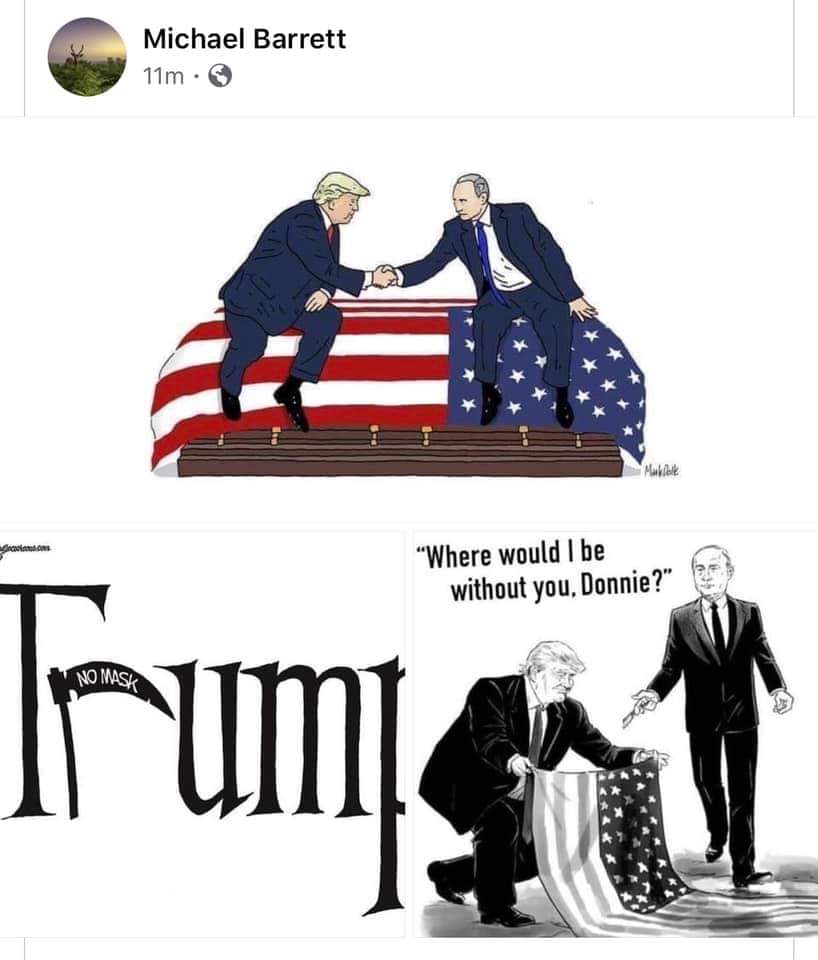 Michael Barrett
11m ·
Trump
NO MASK
“Where would I be
without you, Donnie?”